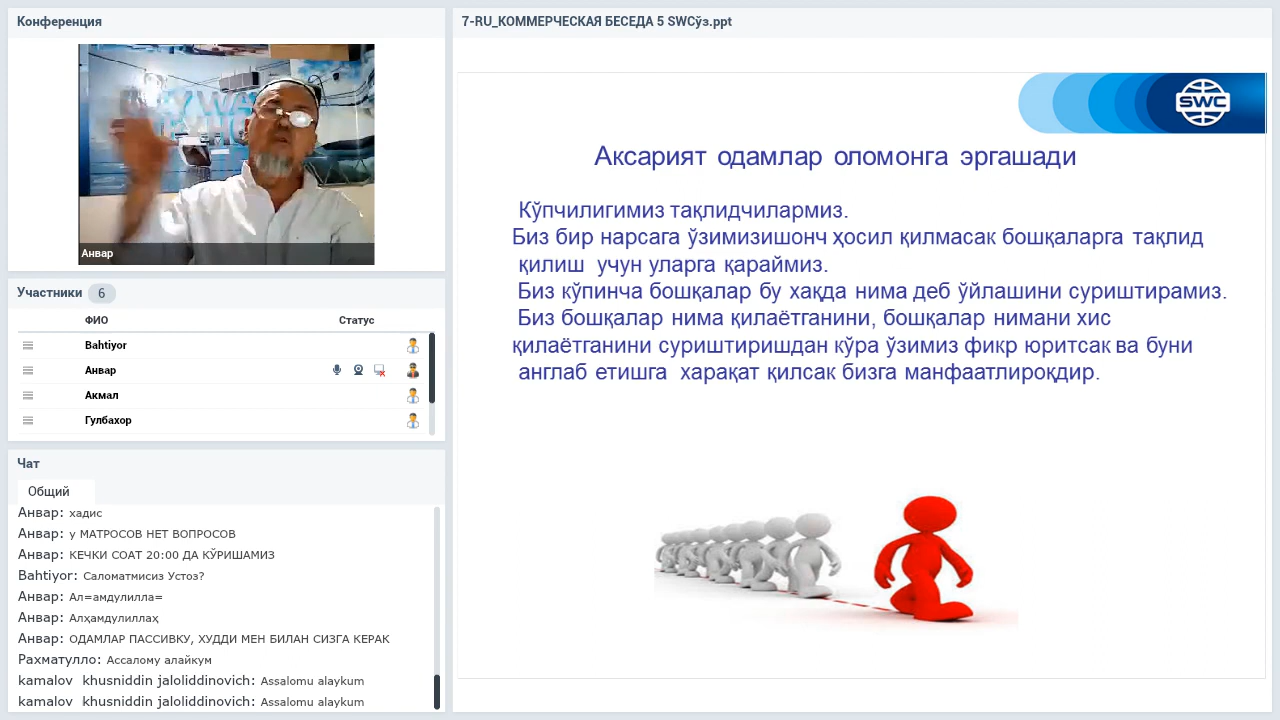 Конференция
Анвар
Участники 6
ФИО Статус
Bahtiyor
Анвар
Акмал
Гулбахор
Чат
Общий
Анвар: хадис
Анвар: у МАТРОСОВ НЕТ ВОПРОСОВ
Анвар: КЕЧКИ СОАТ 20:00 ДА КЎРИШАМИЗ
Bahtiyor: Саломатмисиз Устоз?
Анвар: Ал=амдулилла=
Анвар: Алҳамдулиллаҳ
Анвар: ОДАМЛАР ПАССИВКУ, ХУДДИ МЕН БИЛАН СИЗГА КЕРАК
Рахматулло: Ассалому алайкум
kamalov khusniddin jaloliddinovich: Assalomu alaykum
kamalov khusniddin jaloliddinovich: Assalomu alaykum
7-RU_КОММЕРЧЕСКАЯ БЕСЕДА 5 SWCўз.ppt
SWC
Аксарият одамлар оломонга эргашади
Кўпчилигимиз тақлидчилармиз.
Биз бир нарсага ўзимизишонч ҳосил қилмасак бошқаларга тақлид
қилиш учун уларга қараймиз.
Биз кўпинча бошқалар бу хақда нима деб ўйлашини суриштирамиз.
Биз бошқалар нима қилаётганини, бошқалар нимани хис
қилаётганини суриштиришдан кўра ўзимиз фикр юритсак ва буни
англаб етишга харақат қилсак бизга манфаатлироқдир.